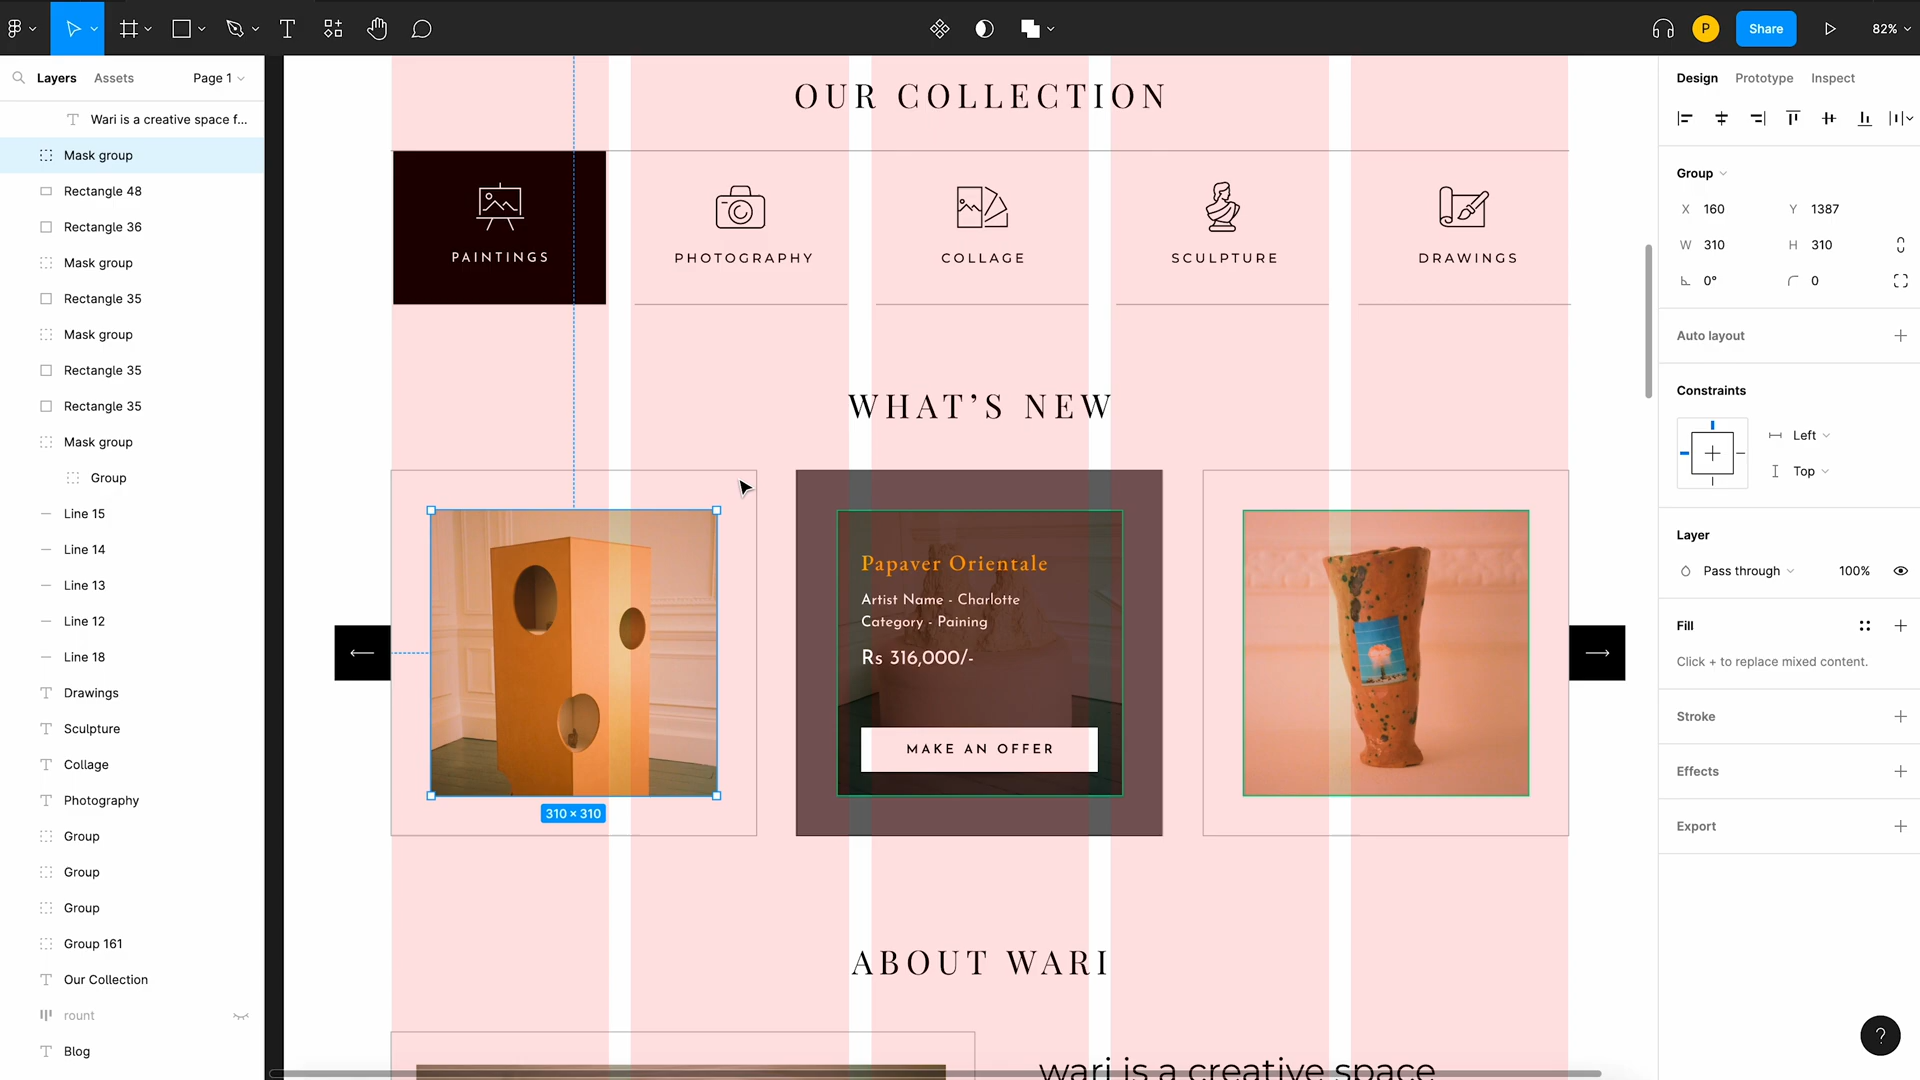 P
Share
82%
Layers
Assets
Page 1
Wari is a creative space f...
Mask group
Rectangle 48
Rectangle 36
Mask group
Rectangle 35
Mask group
Rectangle 35
Rectangle 35
Mask group
Group
Line 15
Line 14
Line 13
Line 12
Line 18
Drawings
Sculpture
Collage
Photography
Group
Group
Group
Group 161
Our Collection
rount
Blog
OUR COLLECTION
PAINTINGS
PHOTOGRAPHY
COLLAGE
SCULPTURE
DRAWINGS
WHAT’S NEW
310 × 310
Papaver Orientale
Artist Name - Charlotte
Category - Paining
Rs 316,000/-
MAKE AN OFFER
ABOUT WARI
wari is a creative space
Design
Prototype
Inspect
Group
X 160
Y 1387
W 310
H 310
0°
0
Auto layout
Constraints
Left
Top
Layer
Pass through
100%
Fill
Click + to replace mixed content.
Stroke
Effects
Export
?